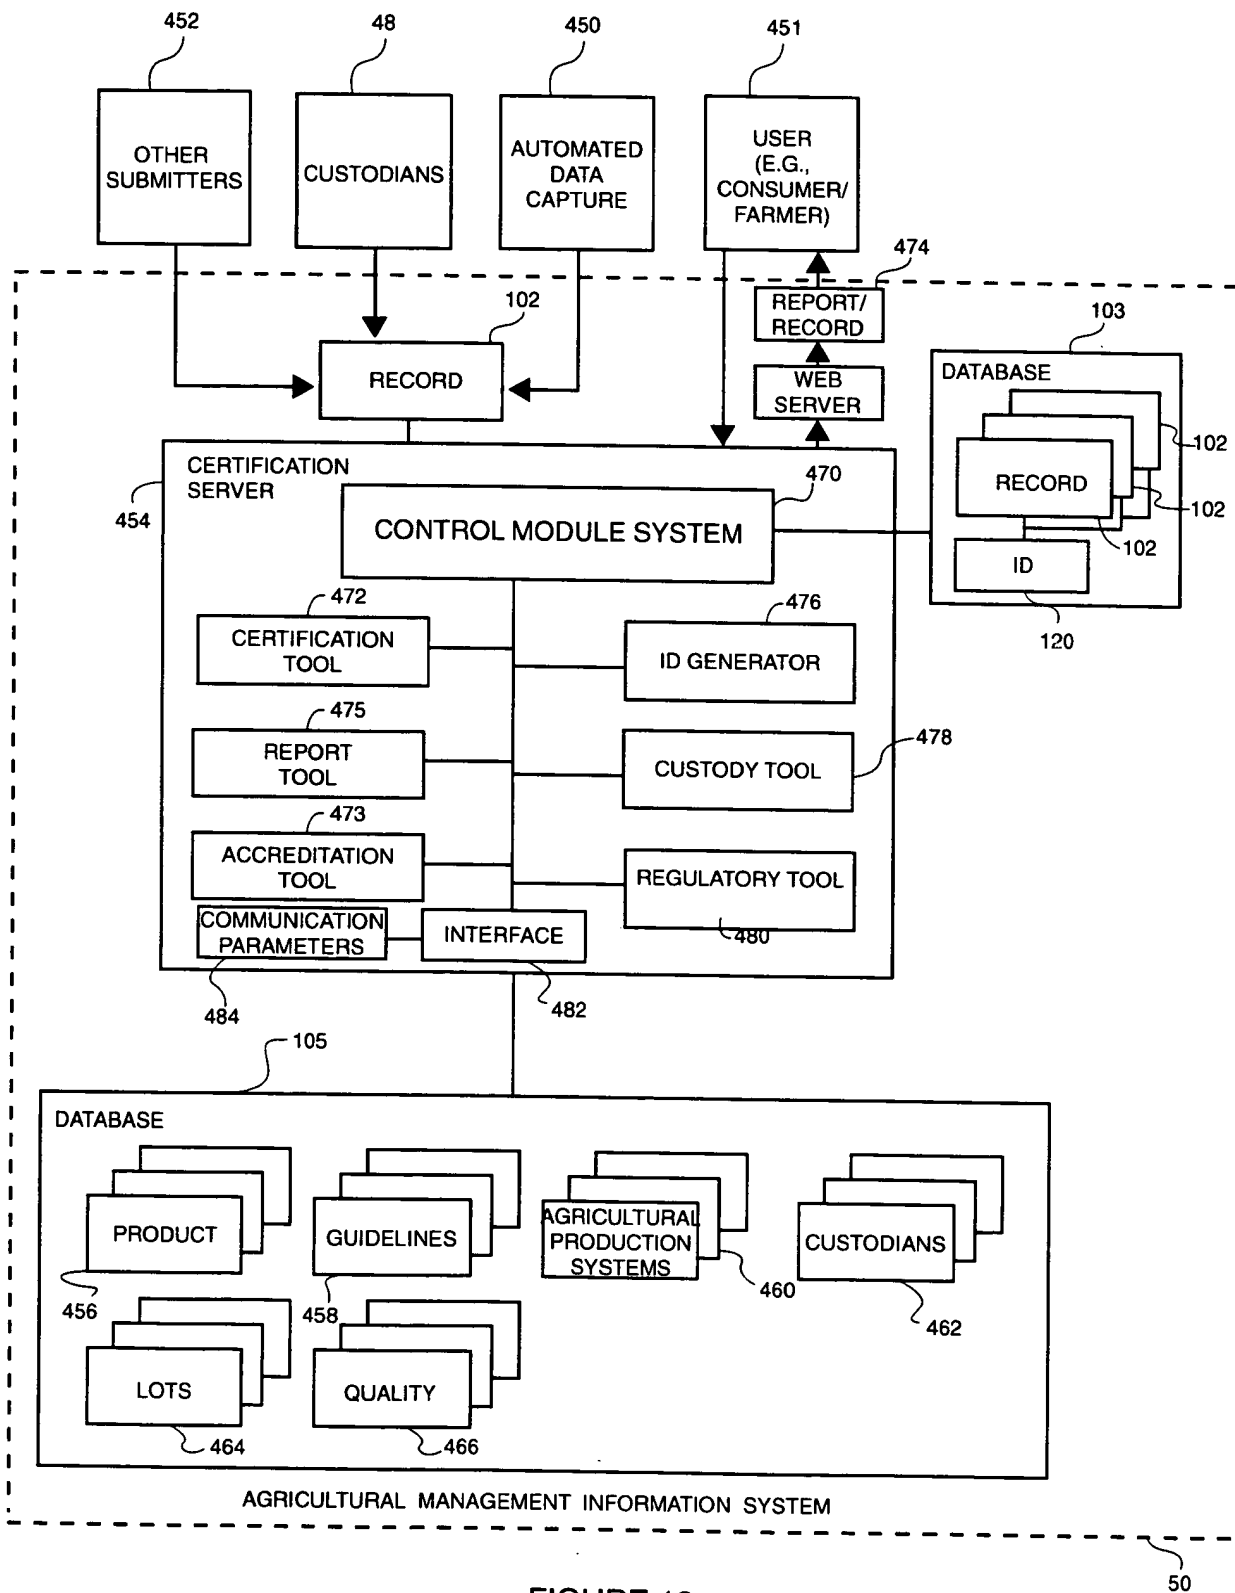 452
48
450
451
OTHER
SUBMITTERS
CUSTODIANS
AUTOMATED
DATA
CAPTURE
USER
(E.G.,
CONSUMER/
FARMER)
474
REPORT/
RECORD
102
RECORD
WEB
SERVER
103
DATABASE
102
RECORD
102
102
ID
120
CERTIFICATION
SERVER
454
470
CONTROL MODULE SYSTEM
472
CERTIFICATION
TOOL
476
ID GENERATOR
475
REPORT
TOOL
478
CUSTODY TOOL
473
ACCREDITATION
TOOL
REGULATORY TOOL
480
COMMUNICATION
PARAMETERS
INTERFACE
484
482
105
DATABASE
PRODUCT
GUIDELINES
AGRICULTURAL
PRODUCTION
SYSTEMS
CUSTODIANS
456
458
460
462
LOTS
QUALITY
464
466
AGRICULTURAL MANAGEMENT INFORMATION SYSTEM
50